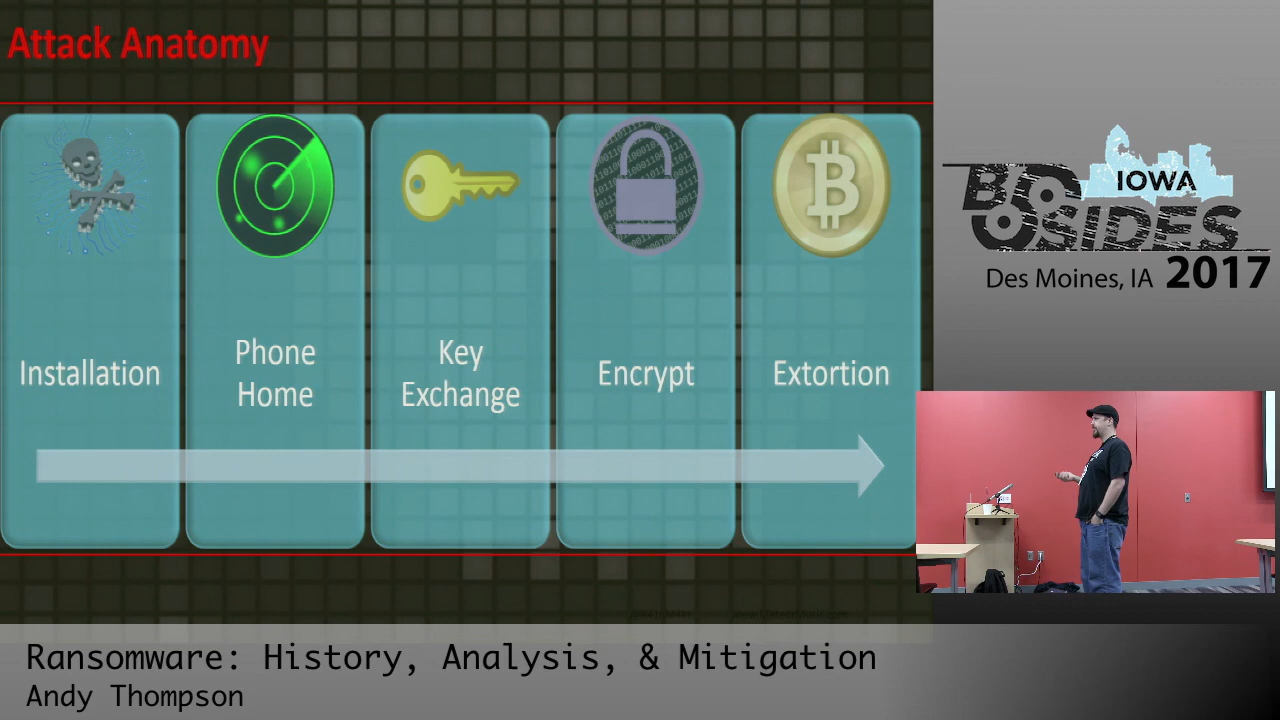 Attack Anatomy
Installation
Phone
Home
Key
Exchange
Encrypt
Extortion
BSIDES
IOWA
Des Moines, IA 2017
Ransomware: History, Analysis, & Mitigation
Andy Thompson